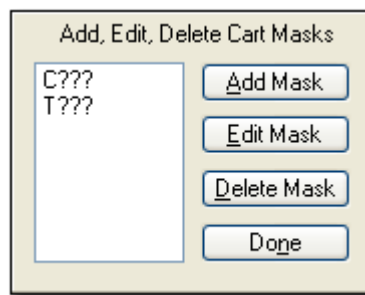 Add, Edit, Delete Cart Masks
C???
T???
Add Mask
Edit Mask
Delete Mask
Done